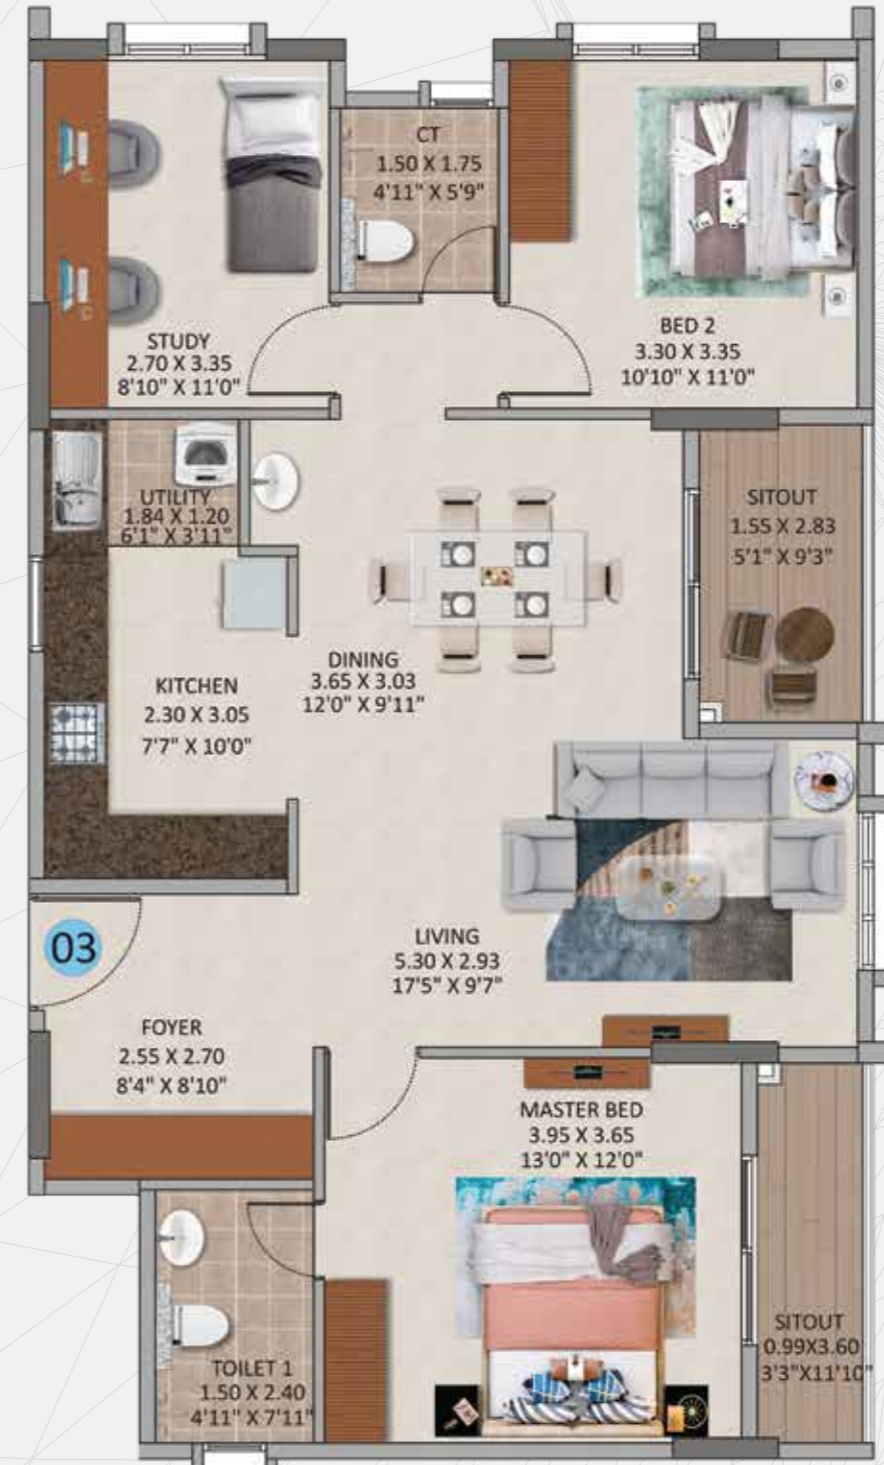 CT
1.50 X 1.75
4'11" X 5'9"
STUDY
2.70 X 3.35
8'10" X 11'0"
BED 2
3.30 X 3.35
10'10" X 11'0"
UTILITY
1.84 X 1.20
6'1" X 3'11"
SITOUT
1.55 X 2.83
5'1" X 9'3"
DINING
3.65 X 3.03
12'0" X 9'11"
KITCHEN
2.30 X 3.05
7'7" X 10'0"
03
LIVING
5.30 X 2.93
17'5" X 9'7"
FOYER
2.55 X 2.70
8'4" X 8'10"
MASTER BED
3.95 X 3.65
13'0" X 12'0"
SITOUT
0.99X3.60
3'3"X11'10"
TOILET 1
1.50 X 2.40
4'11" X 7'11"